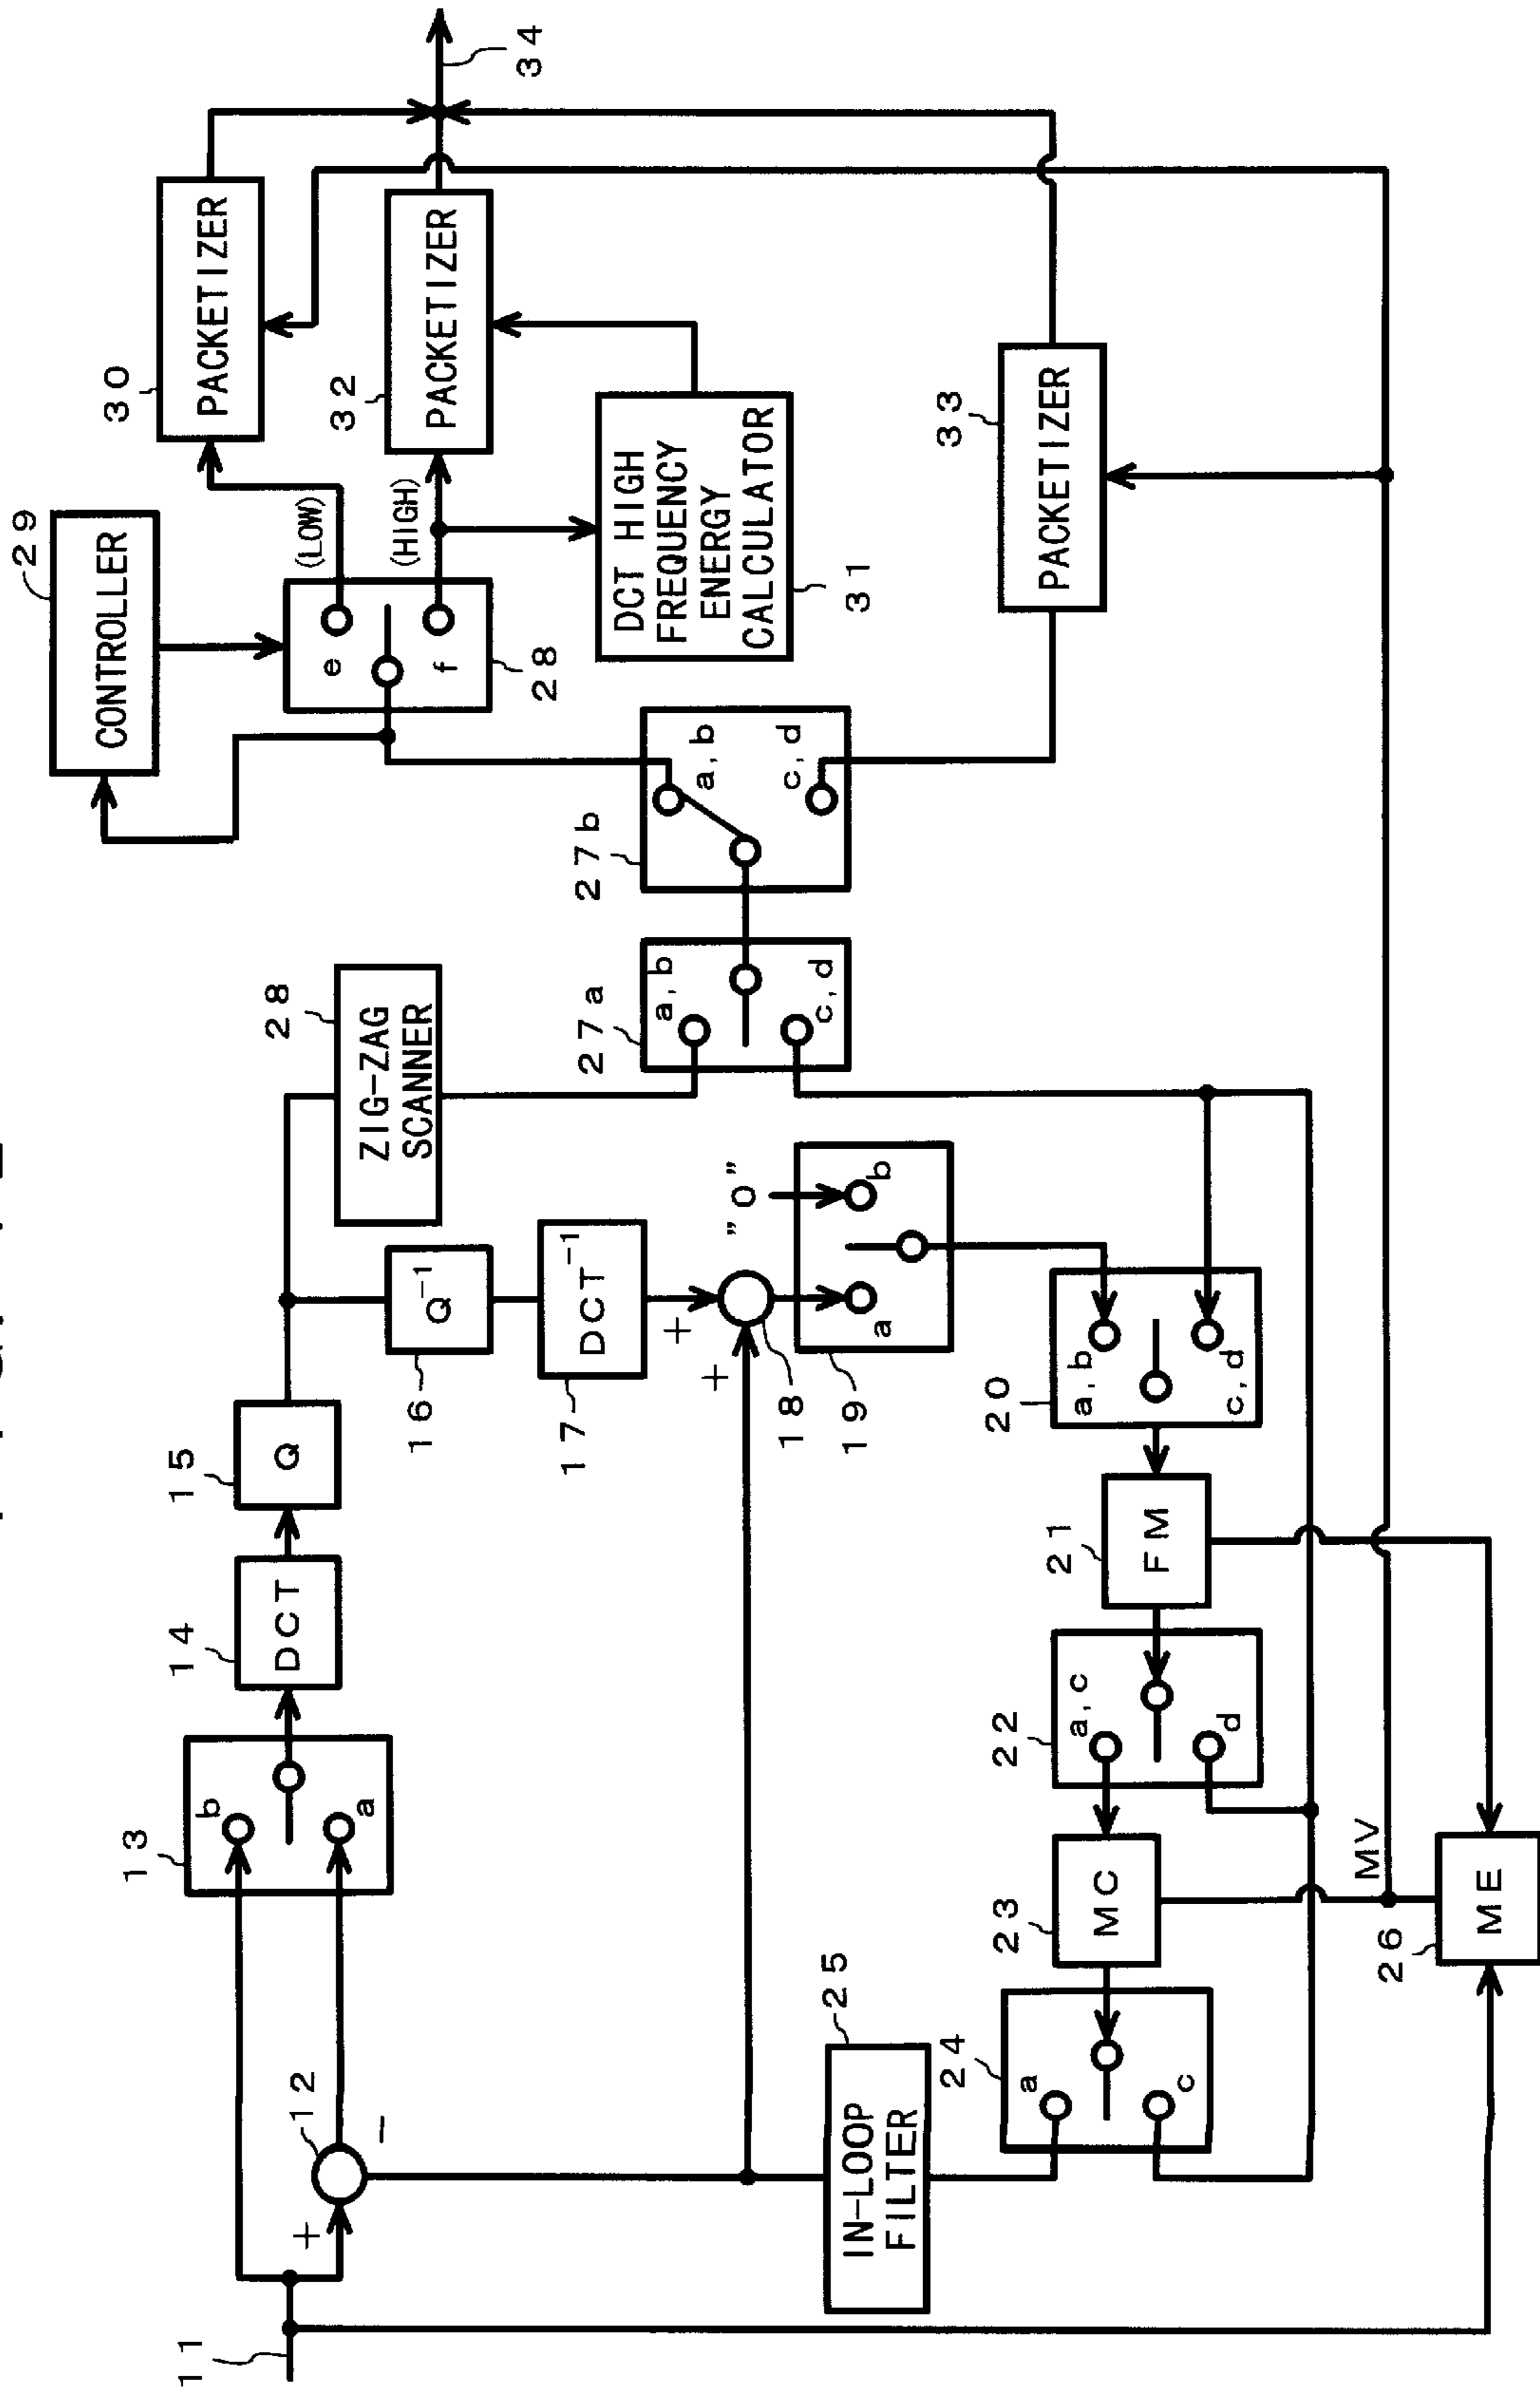 11
12
+
−
13
b
a
14
DCT
15
Q
16
Q⁻¹
17
DCT⁻¹
+
+
18
"0"
19
a
b
28
ZIG-ZAG
SCANNER
27a
a, b
c, d
27b
a, b
c, d
29
CONTROLLER
28
e
f
(LOW)
(HIGH)
30
PACKETIZER
32
PACKETIZER
31
DCT HIGH
FREQUENCY
ENERGY
CALCULATOR
33
PACKETIZER
34
20
a, b
c, d
21
FM
22
a, c
d
23
MC
24
a
c
25
IN-LOOP
FILTER
26
ME
MV